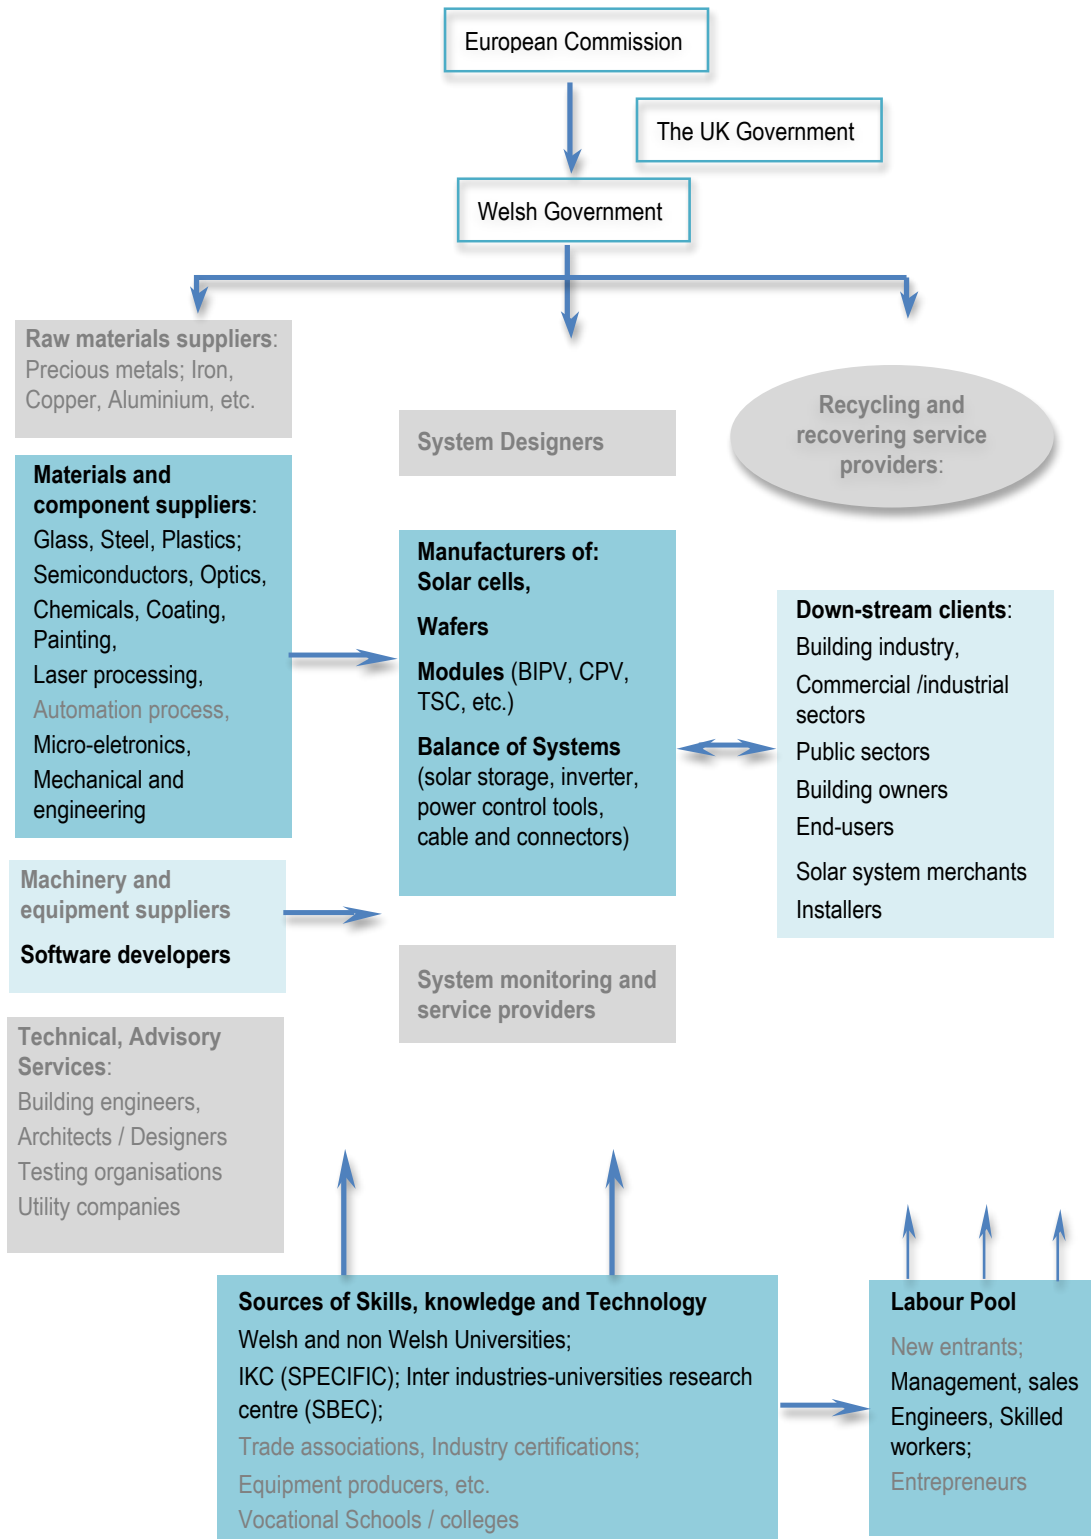 European Commission
The UK Government
Welsh Government
Raw materials suppliers:
Precious metals; Iron,
Copper, Aluminium, etc.
System Designers
Recycling and
recovering service
providers:
Materials and
component suppliers:
Glass, Steel, Plastics;
Semiconductors, Optics,
Chemicals, Coating,
Painting,
Laser processing,
Automation process,
Micro-eletronics,
Mechanical and
engineering
Manufacturers of:
Solar cells,
Wafers
Modules (BIPV, CPV,
TSC, etc.)
Balance of Systems
(solar storage, inverter,
power control tools,
cable and connectors)
Down-stream clients:
Building industry,
Commercial /industrial
sectors
Public sectors
Building owners
End-users
Solar system merchants
Installers
Machinery and
equipment suppliers
Software developers
System monitoring and
service providers
Technical, Advisory
Services:
Building engineers,
Architects / Designers
Testing organisations
Utility companies
Sources of Skills, knowledge and Technology
Welsh and non Welsh Universities;
IKC (SPECIFIC); Inter industries-universities research
centre (SBEC);
Trade associations, Industry certifications;
Equipment producers, etc.
Vocational Schools / colleges
Labour Pool
New entrants;
Management, sales
Engineers, Skilled
workers;
Entrepreneurs